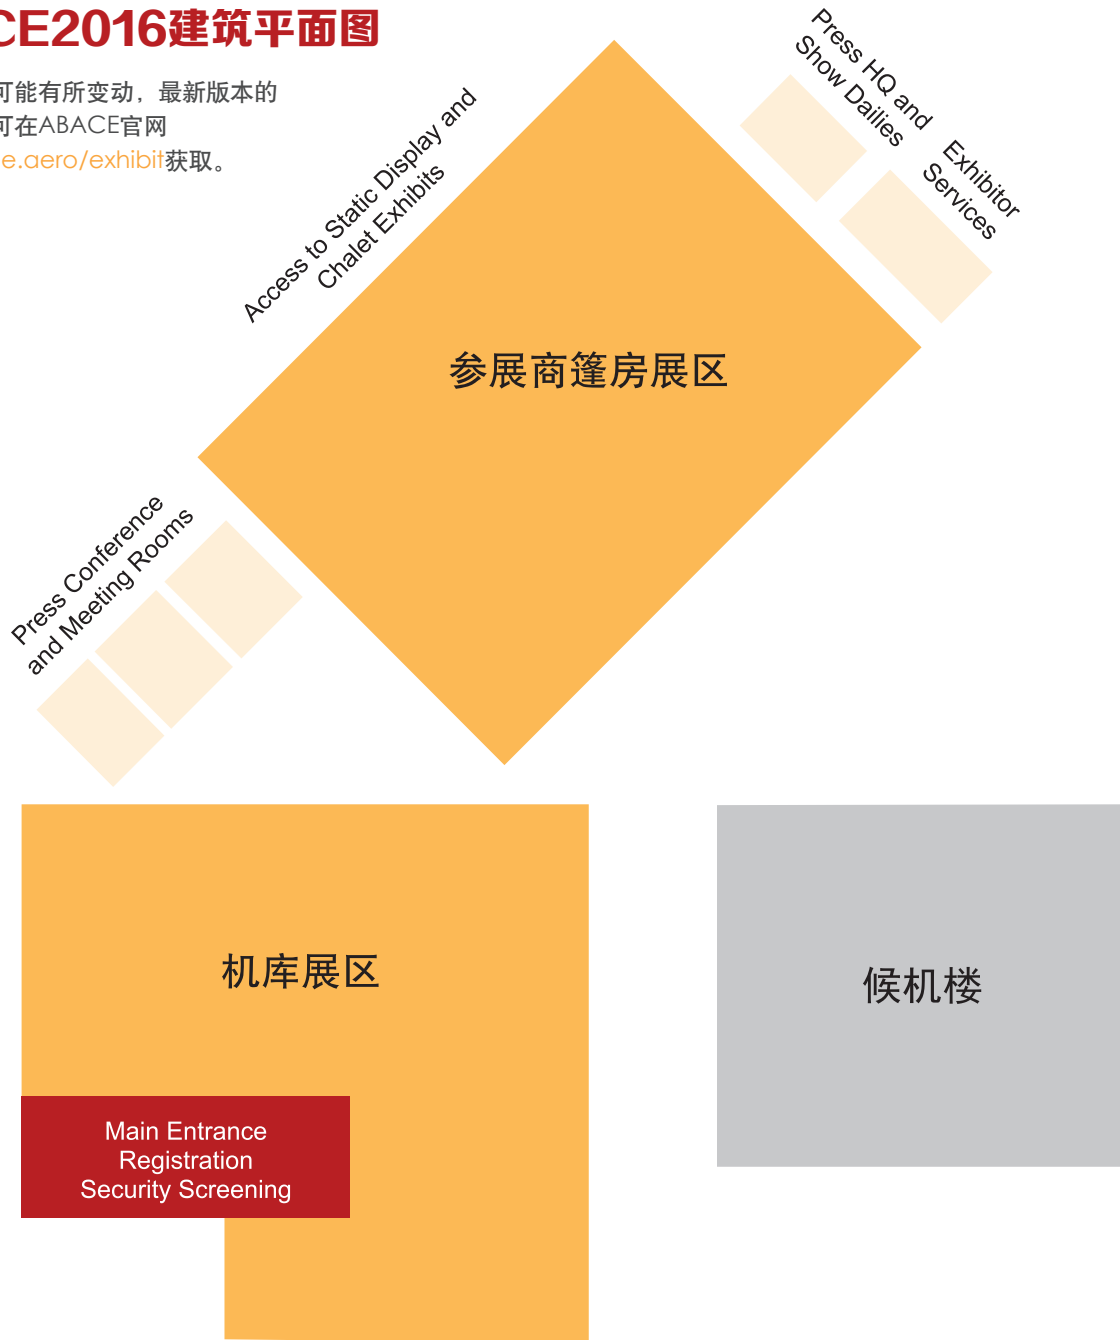 CE2016建筑平面图
可能有所变动，最新版本的
可在ABACE官网
e.aero/exhibit获取。
Press HQ and
Show Dailies
Exhibitor
Services
Access to Static Display and
Chalet Exhibits
参展商篷房展区
Press Conference
and Meeting Rooms
机库展区
候机楼
Main Entrance
Registration
Security Screening